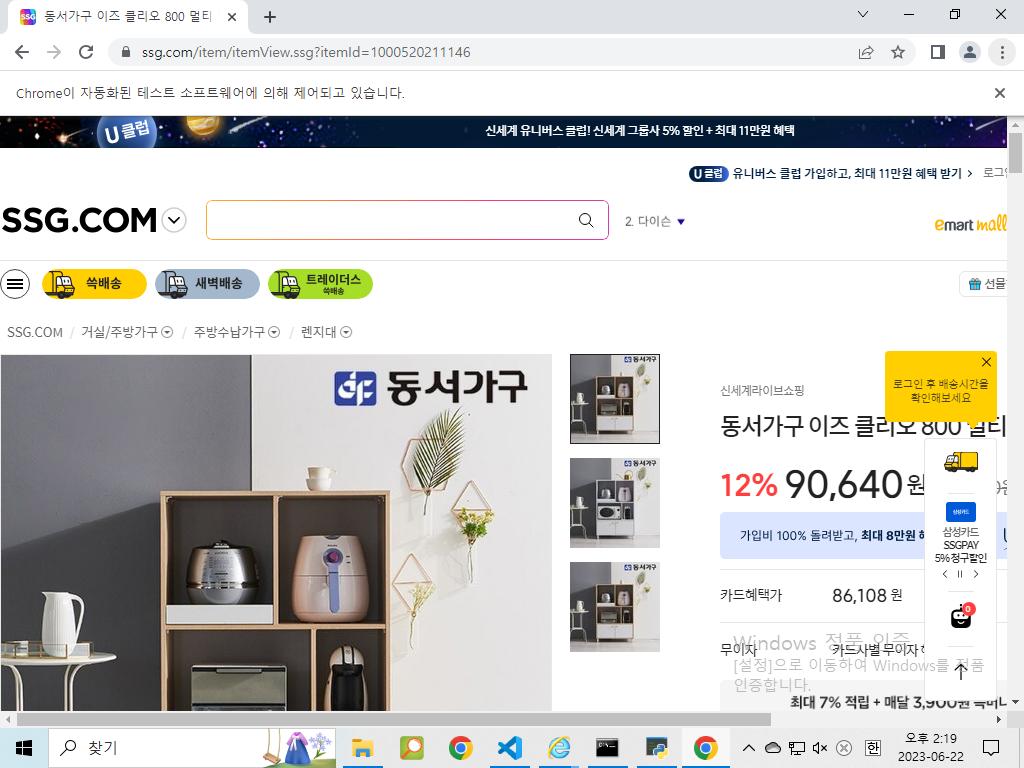 동서가구 이즈 클리오 800 멀티
ssg.com/item/itemView.ssg?itemId=1000520211146
Chrome이 자동화된 테스트 소프트웨어에 의해 제어되고 있습니다.
U 클럽
신세계 유니버스 클럽! 신세계 그룹사 5% 할인 + 최대 11만원 혜택
U 클럽 유니버스 클럽 가입하고, 최대 11만원 혜택 받기 >
SSG.COM
2. 다이슨
emart mall
쓱배송
새벽배송
트레이더스
쓱배송
선물
SSG.COM / 거실/주방가구 / 주방수납가구 / 렌지대
동서가구
신세계라이브쇼핑
로그인 후 배송시간을
확인해보세요
동서가구 이즈 클리오 800 멀티
12% 90,640원
가입비 100% 돌려받고, 최대 8만원
삼성카드
삼성카드
SSGPAY
5% 청구할인
카드혜택가 86,108 원
0
무이자 카드사별 무이자
Windows 정품 인증
[설정]으로 이동하여 Windows를 정품
인증합니다.
최대 7% 적립 + 매달 3,900원
찾기
오후 2:19
한
2023-06-22